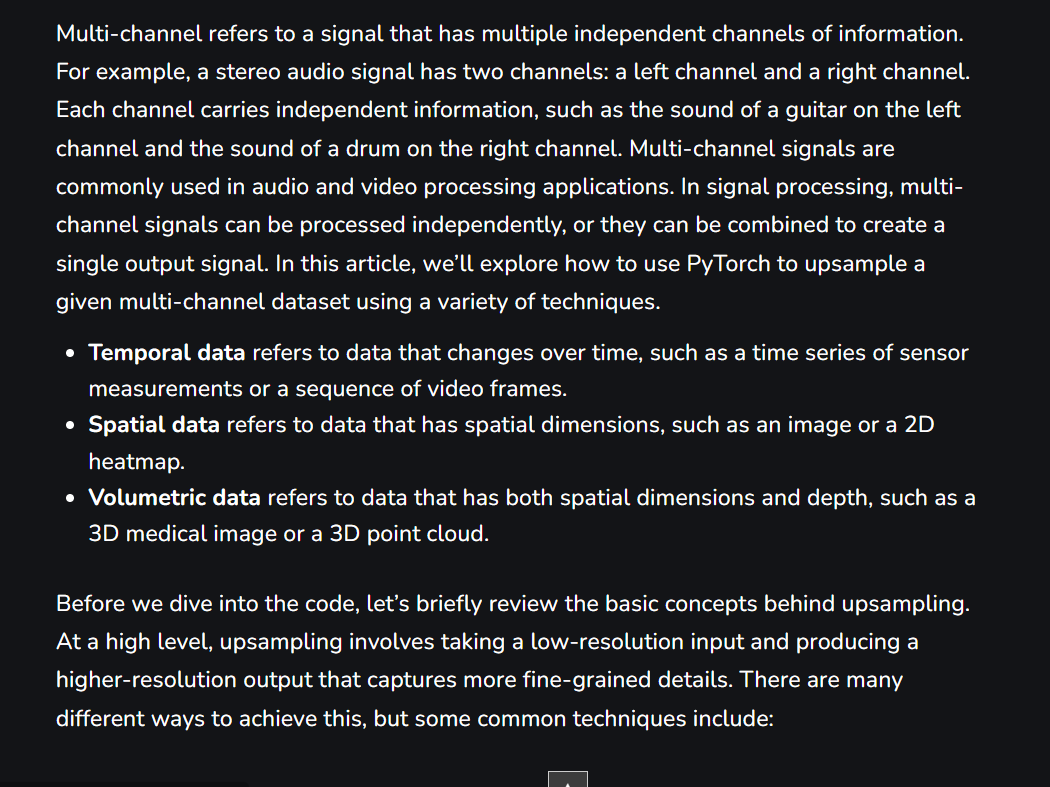 Multi-channel refers to a signal that has multiple independent channels of information.
For example, a stereo audio signal has two channels: a left channel and a right channel.
Each channel carries independent information, such as the sound of a guitar on the left
channel and the sound of a drum on the right channel. Multi-channel signals are
commonly used in audio and video processing applications. In signal processing, multi-
channel signals can be processed independently, or they can be combined to create a
single output signal. In this article, we’ll explore how to use PyTorch to upsample a
given multi-channel dataset using a variety of techniques.
• Temporal data refers to data that changes over time, such as a time series of sensor
measurements or a sequence of video frames.
• Spatial data refers to data that has spatial dimensions, such as an image or a 2D
heatmap.
• Volumetric data refers to data that has both spatial dimensions and depth, such as a
3D medical image or a 3D point cloud.
Before we dive into the code, let’s briefly review the basic concepts behind upsampling.
At a high level, upsampling involves taking a low-resolution input and producing a
higher-resolution output that captures more fine-grained details. There are many
different ways to achieve this, but some common techniques include: